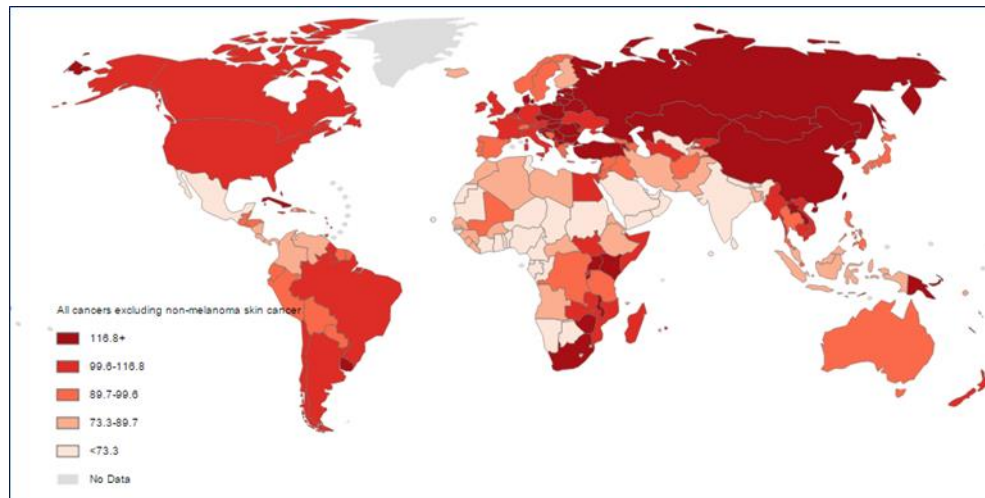 All cancers excluding non-melanoma skin cancer
116.8+
99.6-116.8
89.7-99.6
73.3-89.7
<73.3
No Data